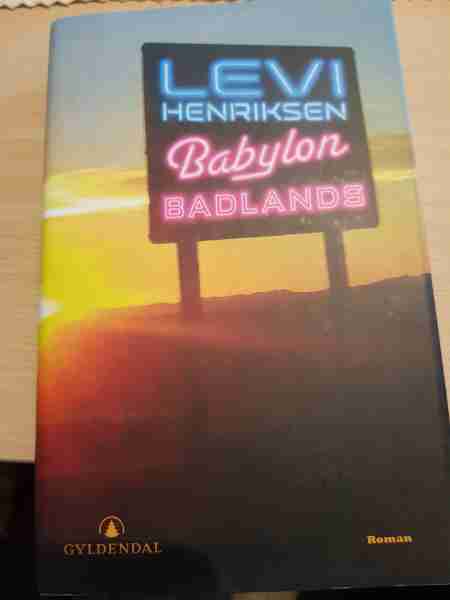 LEVI
HENRIKSEN
Babylon
BADLANDS
GYLDENDAL
Roman